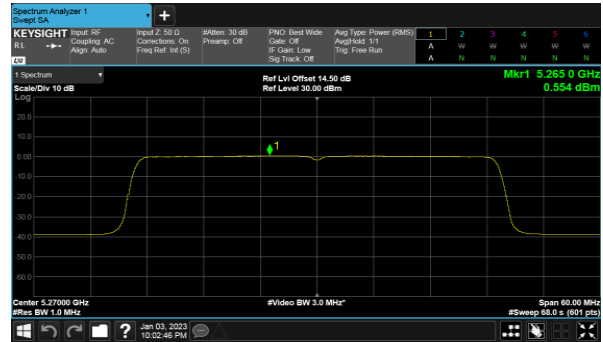 Spectrum Analyzer 1
Swept SA
+
KEYSIGHT Input: RF Input Z: 50 Ω #Atten: 30 dB PNO: Best Wide Avg Type: Power (RMS) 1 2 3 4 5 6
RL Coupling: AC Corrections: On Preamp: Off Gate: Off Avg|Hold: 1/1 A W W W W W
Align: Auto Freq Ref: Int (S) IF Gain: Low Trig: Free Run
LXI Sig Track: Off A N N N N N
1 Spectrum Ref Lvl Offset 14.50 dB Mkr1 5.265 0 GHz
Scale/Div 10 dB Ref Level 30.00 dBm 0.554 dBm
Log
20.0
10.0
1
0.00
-10.0
-20.0
-30.0
-40.0
-50.0
-60.0
Center 5.27000 GHz #Video BW 3.0 MHz* Span 60.00 MHz
#Res BW 1.0 MHz #Sweep 68.0 s (601 pts)
? Jan 03, 2023
10:02:46 PM